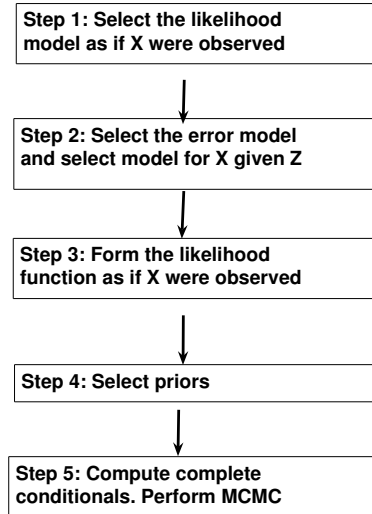 Step 1: Select the likelihood
model as if X were observed
Step 2: Select the error model
and select model for X given Z
Step 3: Form the likelihood
function as if X were observed
Step 4: Select priors
Step 5: Compute complete
conditionals. Perform MCMC